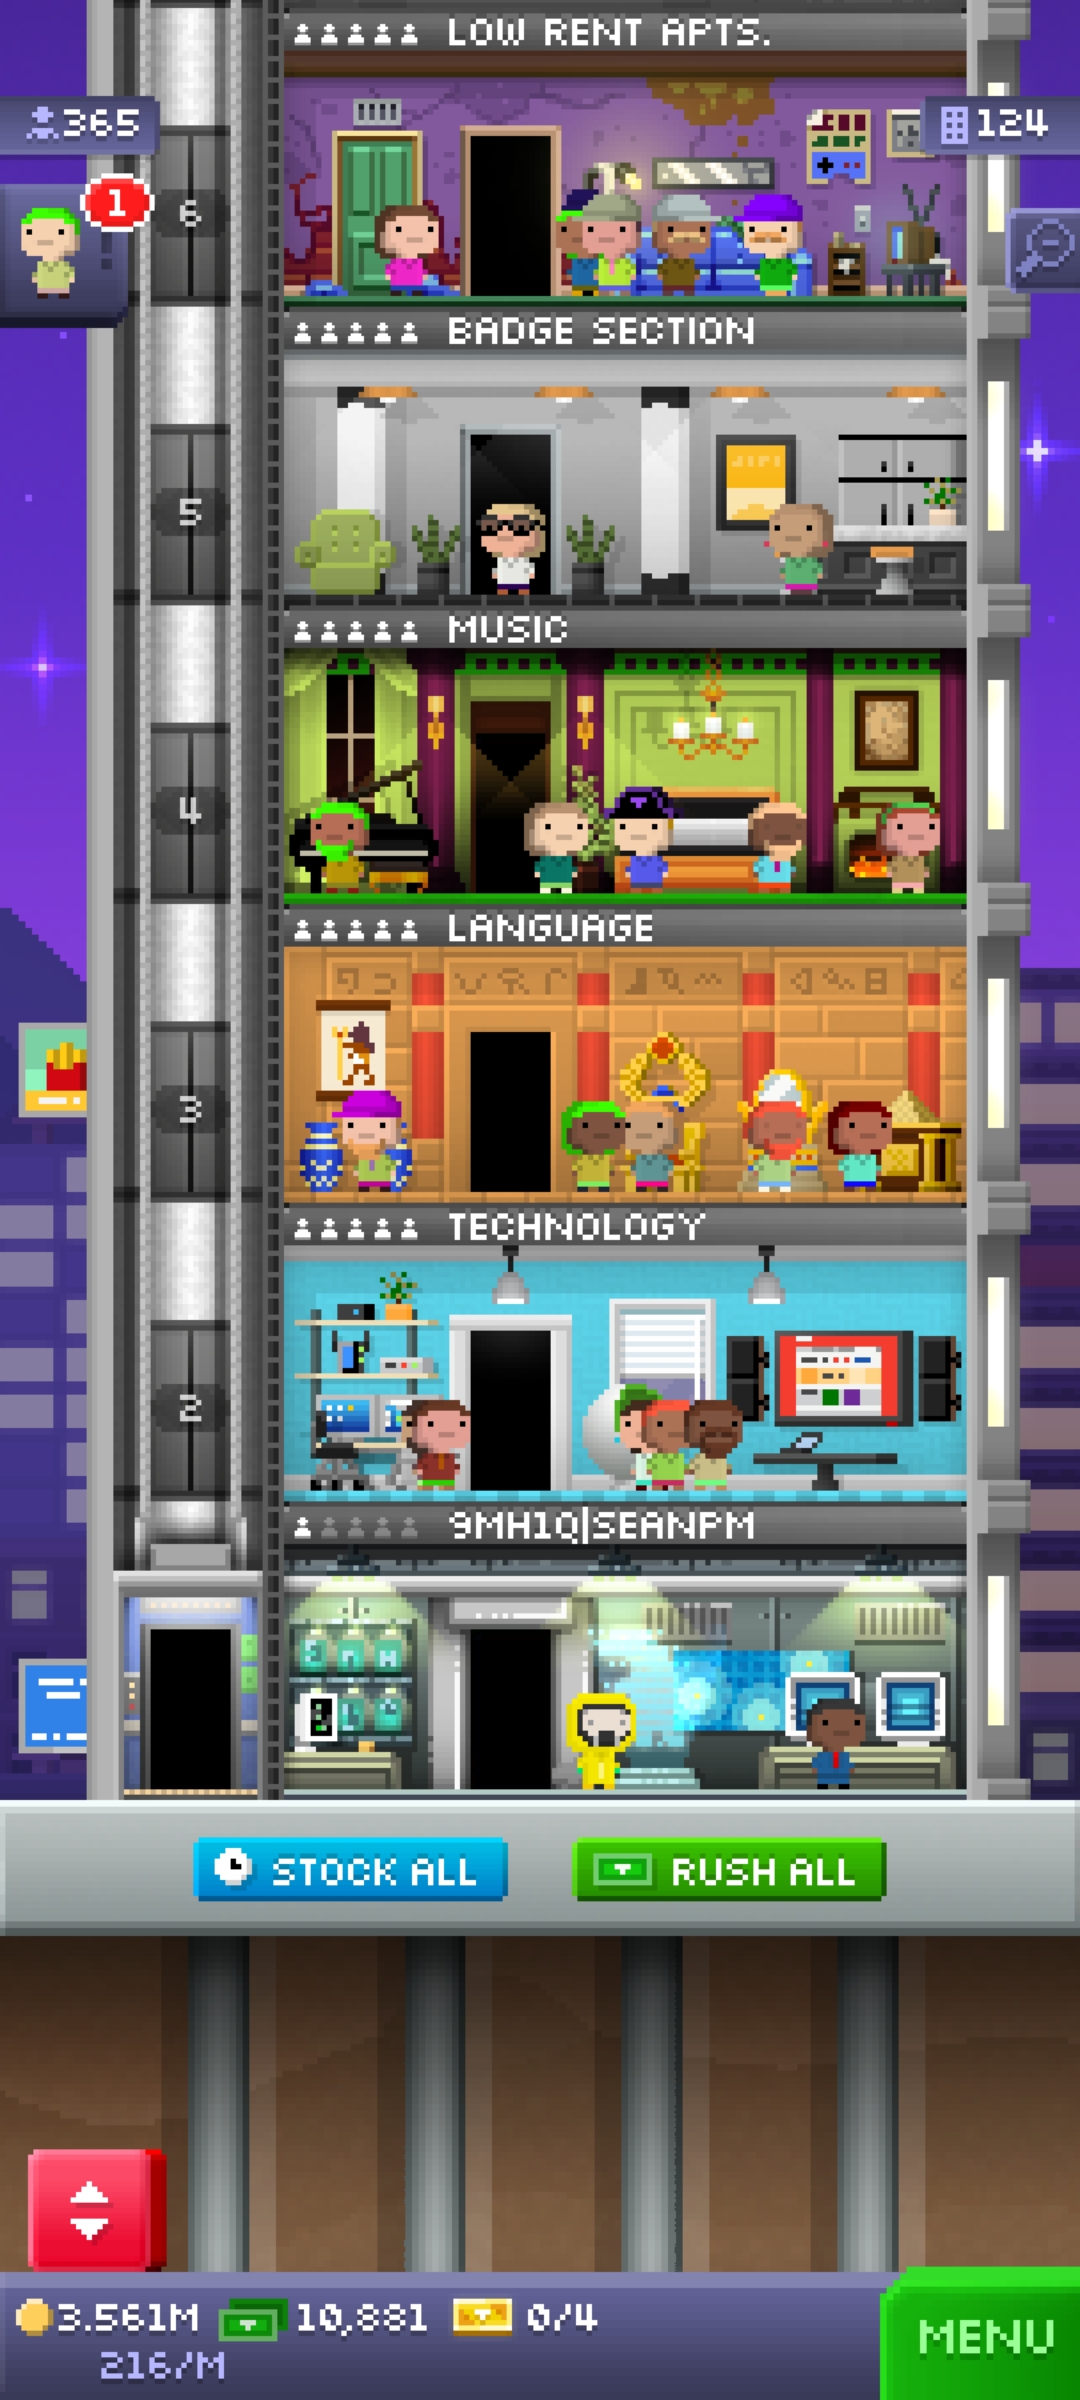 LOW RENT APTS.
365
124
1
6
BADGE SECTION
5
MUSIC
4
LANGUAGE
3
TECHNOLOGY
2
9MH1Q|SEANPM
STOCK ALL
RUSH ALL
3.561M
10,881
0/4
216/M
MENU